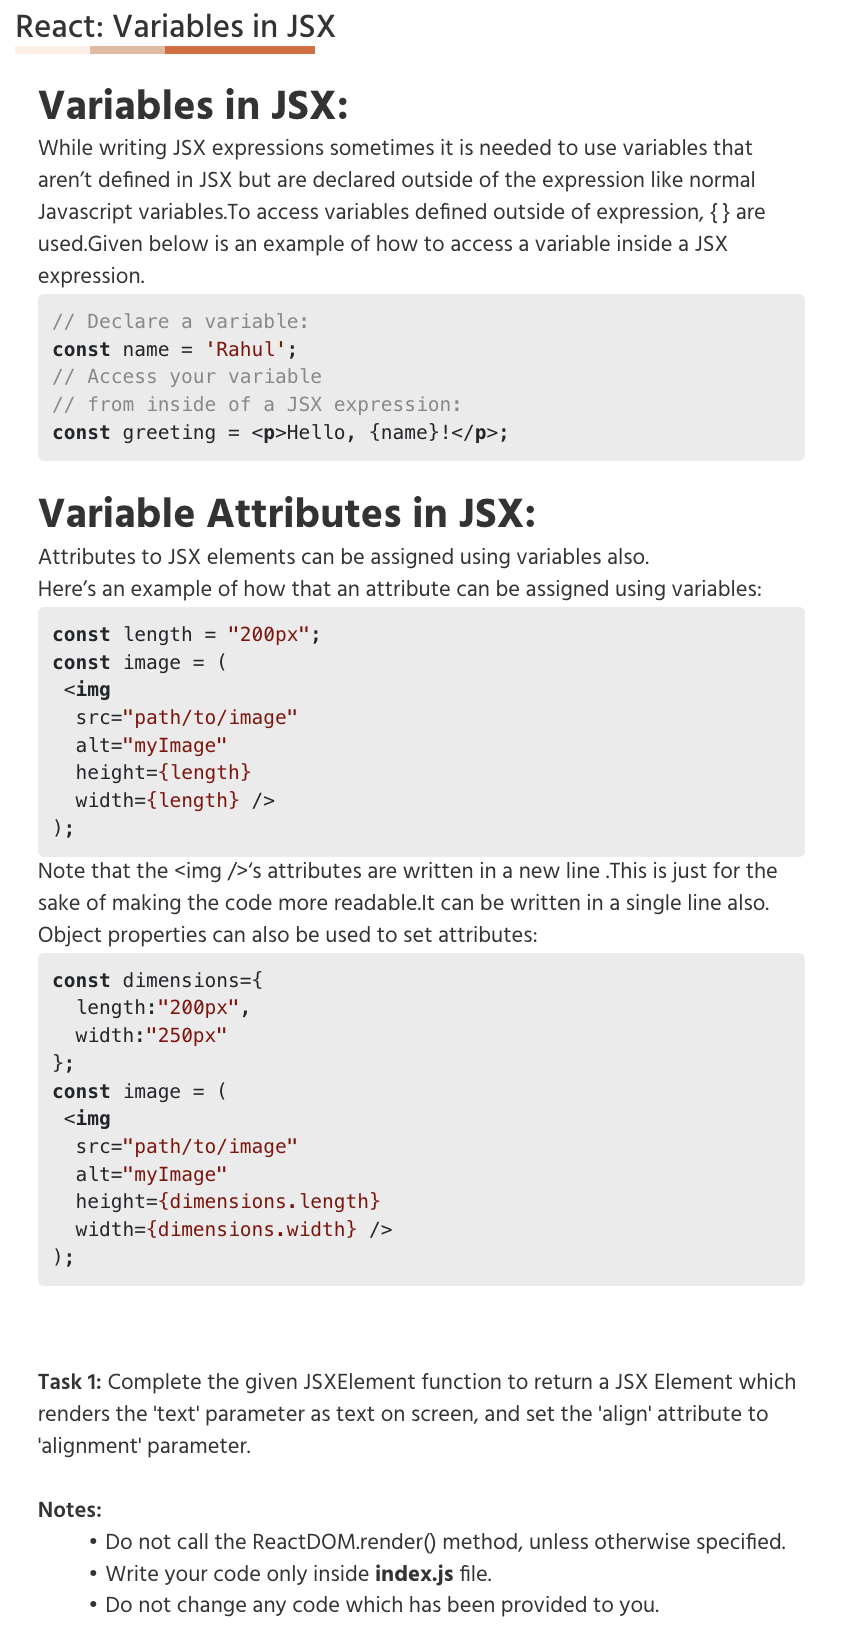 React: Variables in JSX
Variables in JSX:
While writing JSX expressions sometimes it is needed to use variables that
aren’t defined in JSX but are declared outside of the expression like normal
Javascript variables.To access variables defined outside of expression, { } are
used.Given below is an example of how to access a variable inside a JSX
expression.
// Declare a variable:
const name = 'Rahul';
// Access your variable
// from inside of a JSX expression:
const greeting = <p>Hello, {name}!</p>;
Variable Attributes in JSX:
Attributes to JSX elements can be assigned using variables also.
Here’s an example of how that an attribute can be assigned using variables:
const length = "200px";
const image = (
 <img
  src="path/to/image"
  alt="myImage"
  height={length}
  width={length} />
);
Note that the <img />‘s attributes are written in a new line .This is just for the
sake of making the code more readable.It can be written in a single line also.
Object properties can also be used to set attributes:
const dimensions={
  length:"200px",
  width:"250px"
};
const image = (
 <img
  src="path/to/image"
  alt="myImage"
  height={dimensions.length}
  width={dimensions.width} />
);
Task 1: Complete the given JSXElement function to return a JSX Element which
renders the 'text' parameter as text on screen, and set the 'align' attribute to
'alignment' parameter.
Notes:
• Do not call the ReactDOM.render() method, unless otherwise specified.
• Write your code only inside index.js file.
• Do not change any code which has been provided to you.